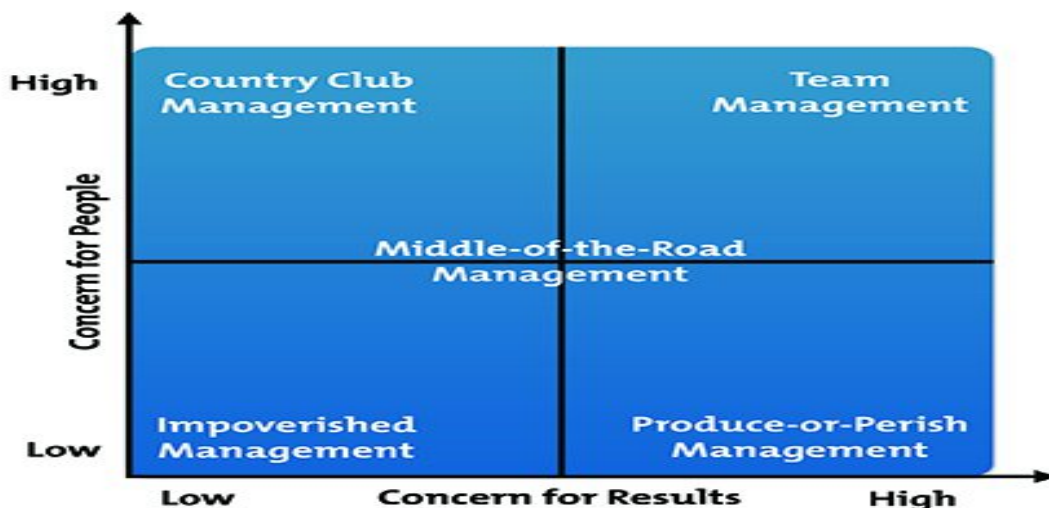 High
Country Club
Management
Team
Management
Concern for People
Middle-of-the-Road
Management
Impoverished
Management
Produce-or-Perish
Management
Low
Low
Concern for Results
High